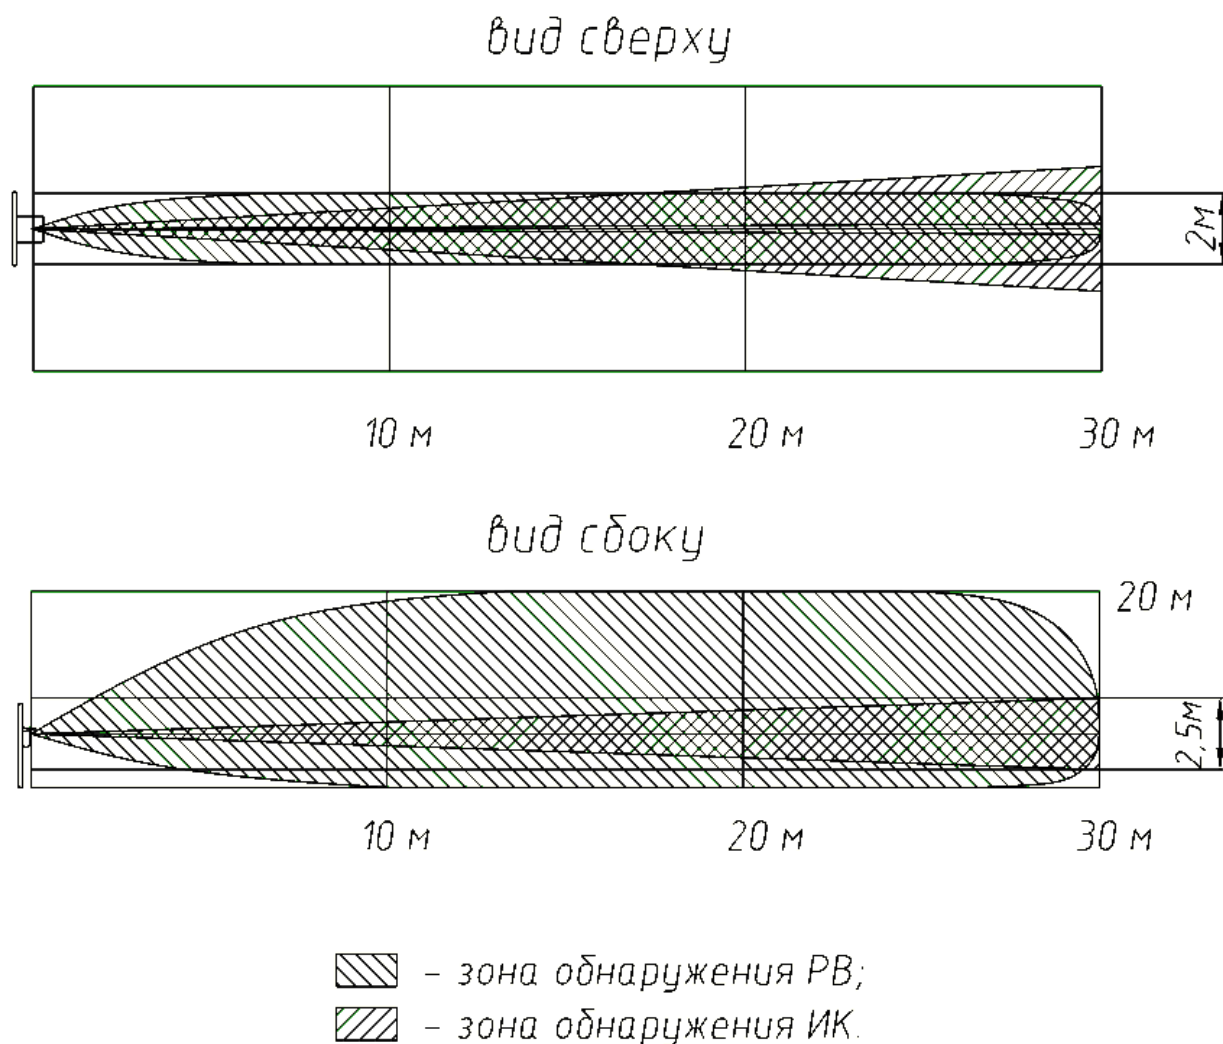 вид сверху
2м
10 м 20 м 30 м
вид сбоку
20 м
2,5м
10 м 20 м 30 м
– зона обнаружения РВ;
– зона обнаружения ИК.